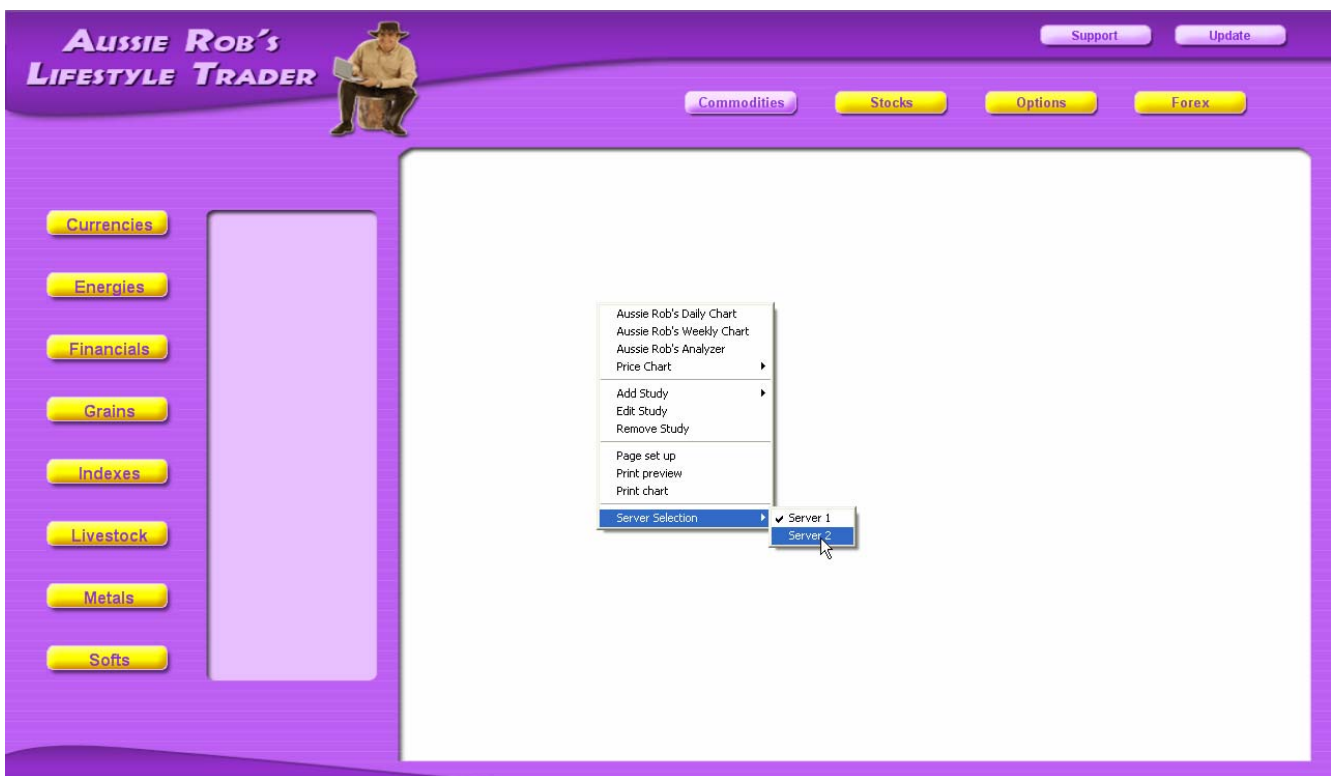 Aussie Rob's
Lifestyle Trader
Support
Update
Commodities
Stocks
Options
Forex
Currencies
Energies
Financials
Grains
Indexes
Livestock
Metals
Softs
Aussie Rob's Daily Chart
Aussie Rob's Weekly Chart
Aussie Rob's Analyzer
Price Chart
Add Study
Edit Study
Remove Study
Page set up
Print preview
Print chart
Server Selection
Server 1
Server 2